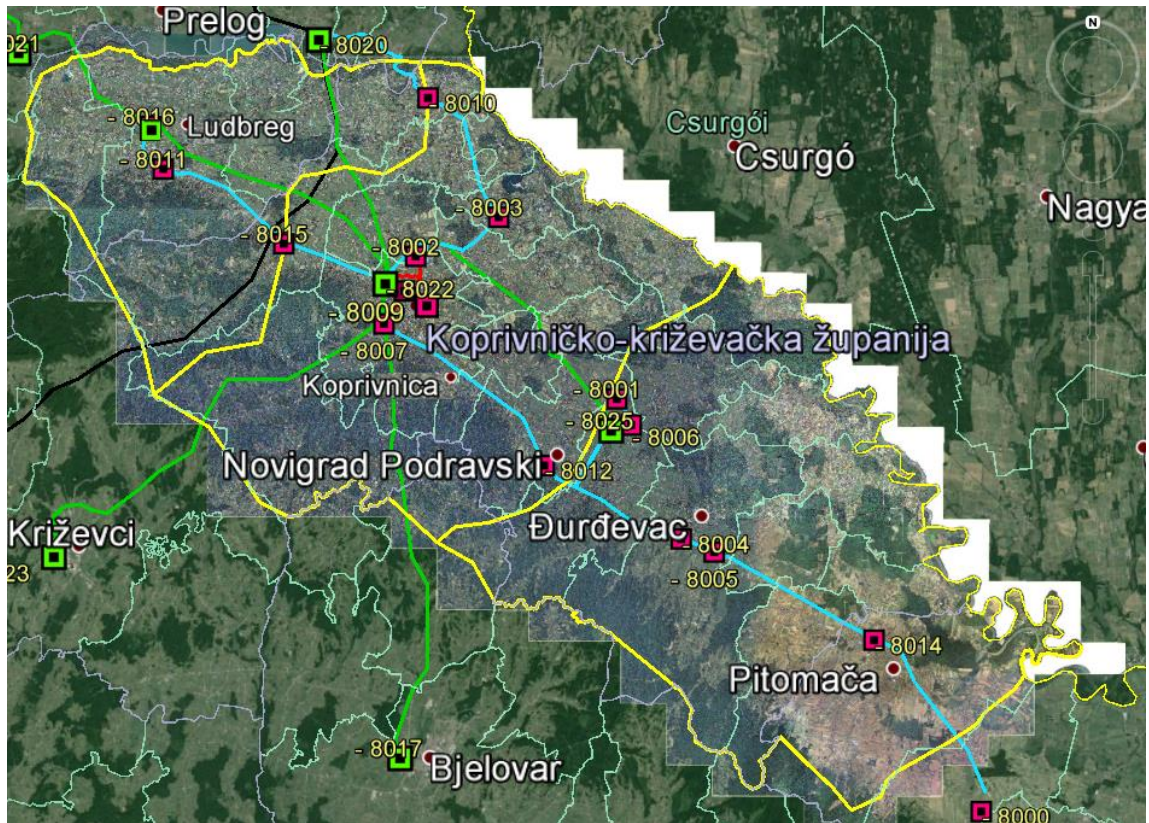 Prelog
021
- 8020
- 8010
- 8016
Ludbreg
Csurgói
Csurgó
- 8011
Nagya
- 8003
- 8015
- 8002
- 8022
- 8009
Koprivničko-križevačka županija
- 8007
Koprivnica
- 8001
- 8025
- 8006
Novigrad Podravski
- 8012
Križevci
Đurđevac
- 8004
23
- 8005
- 8014
Pitomača
- 8017
Bjelovar
- 8000
N